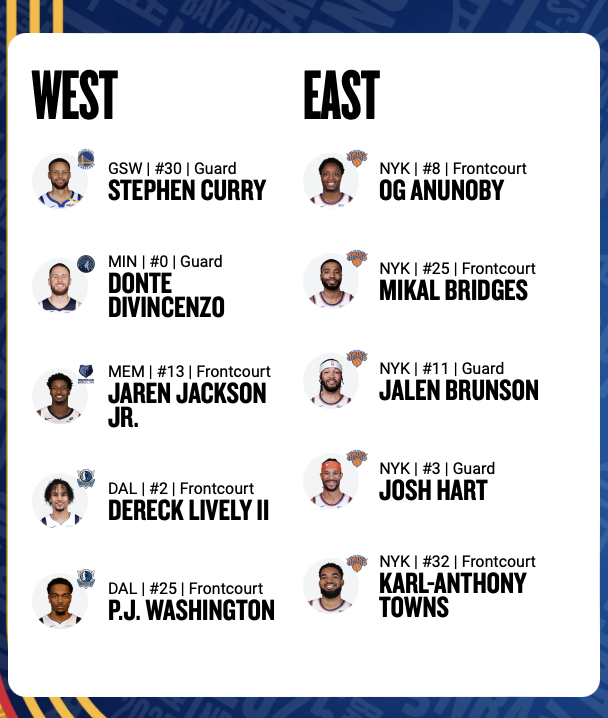 WEST
GSW | #30 | Guard
STEPHEN CURRY
MIN | #0 | Guard
DONTE
DIVINCENZO
MEM | #13 | Frontcourt
JAREN JACKSON
JR.
DAL | #2 | Frontcourt
DERECK LIVELY II
DAL | #25 | Frontcourt
P.J. WASHINGTON
EAST
NYK | #8 | Frontcourt
OG ANUNOBY
NYK | #25 | Frontcourt
MIKAL BRIDGES
NYK | #11 | Guard
JALEN BRUNSON
NYK | #3 | Guard
JOSH HART
NYK | #32 | Frontcourt
KARL-ANTHONY
TOWNS